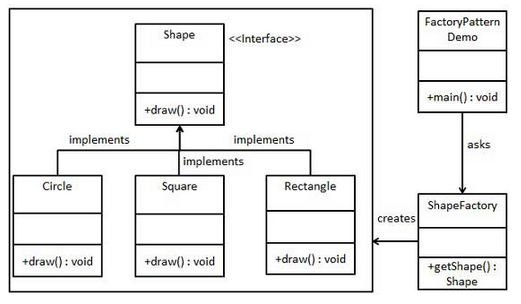 Shape
<<Interface>>
+draw() : void
implements
implements
implements
Circle
+draw() : void
Square
+draw() : void
Rectangle
+draw() : void
FactoryPattern
Demo
+main() : void
asks
creates
ShapeFactory
+getShape() :
Shape